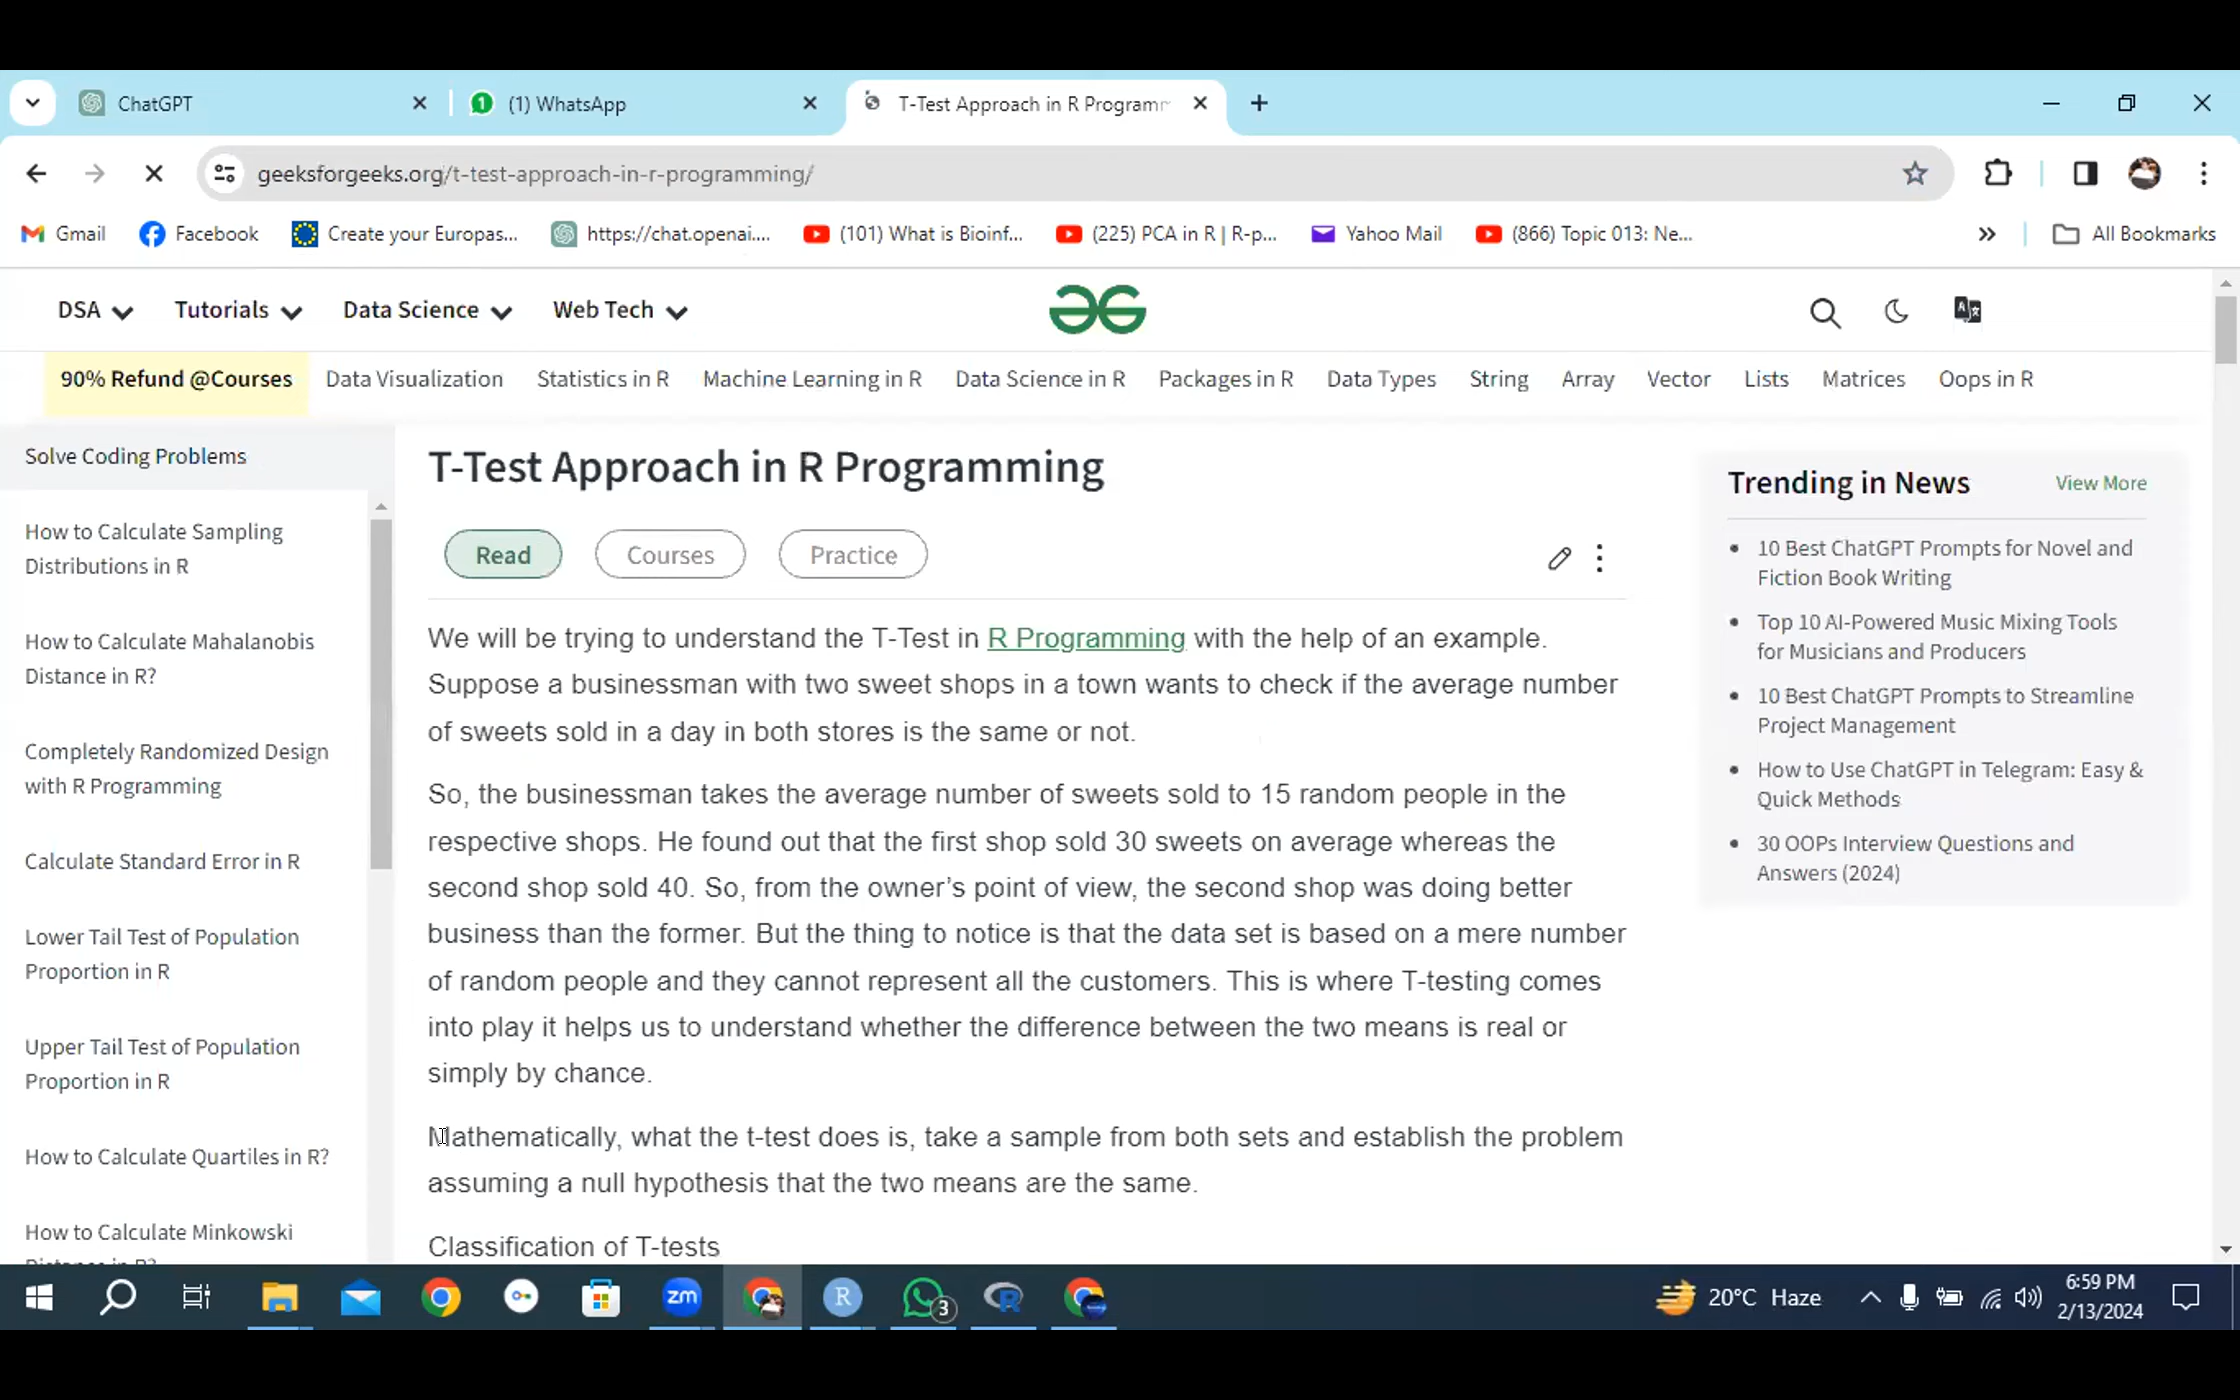 ChatGPT
1
(1) WhatsApp
T-Test Approach in R Programm
geeksforgeeks.org/t-test-approach-in-r-programming/
Gmail
Facebook
Create your Europas...
https://chat.openai....
(101) What is Bioinf...
(225) PCA in R | R-p...
Yahoo Mail
(866) Topic 013: Ne...
All Bookmarks
DSA
Tutorials
Data Science
Web Tech
90% Refund @Courses
Data Visualization
Statistics in R
Machine Learning in R
Data Science in R
Packages in R
Data Types
String
Array
Vector
Lists
Matrices
Oops in R
Solve Coding Problems
How to Calculate Sampling
Distributions in R
How to Calculate Mahalanobis
Distance in R?
Completely Randomized Design
with R Programming
Calculate Standard Error in R
Lower Tail Test of Population
Proportion in R
Upper Tail Test of Population
Proportion in R
How to Calculate Quartiles in R?
How to Calculate Minkowski
Distance in R?
T-Test Approach in R Programming
Read
Courses
Practice
We will be trying to understand the T-Test in R Programming with the help of an example.
Suppose a businessman with two sweet shops in a town wants to check if the average number
of sweets sold in a day in both stores is the same or not.
So, the businessman takes the average number of sweets sold to 15 random people in the
respective shops. He found out that the first shop sold 30 sweets on average whereas the
second shop sold 40. So, from the owner’s point of view, the second shop was doing better
business than the former. But the thing to notice is that the data set is based on a mere number
of random people and they cannot represent all the customers. This is where T-testing comes
into play it helps us to understand whether the difference between the two means is real or
simply by chance.
Mathematically, what the t-test does is, take a sample from both sets and establish the problem
assuming a null hypothesis that the two means are the same.
Classification of T-tests
Trending in News
View More
10 Best ChatGPT Prompts for Novel and
Fiction Book Writing
Top 10 AI-Powered Music Mixing Tools
for Musicians and Producers
10 Best ChatGPT Prompts to Streamline
Project Management
How to Use ChatGPT in Telegram: Easy &
Quick Methods
30 OOPs Interview Questions and
Answers (2024)
zm
R
3
R
20°C Haze
6:59 PM
2/13/2024